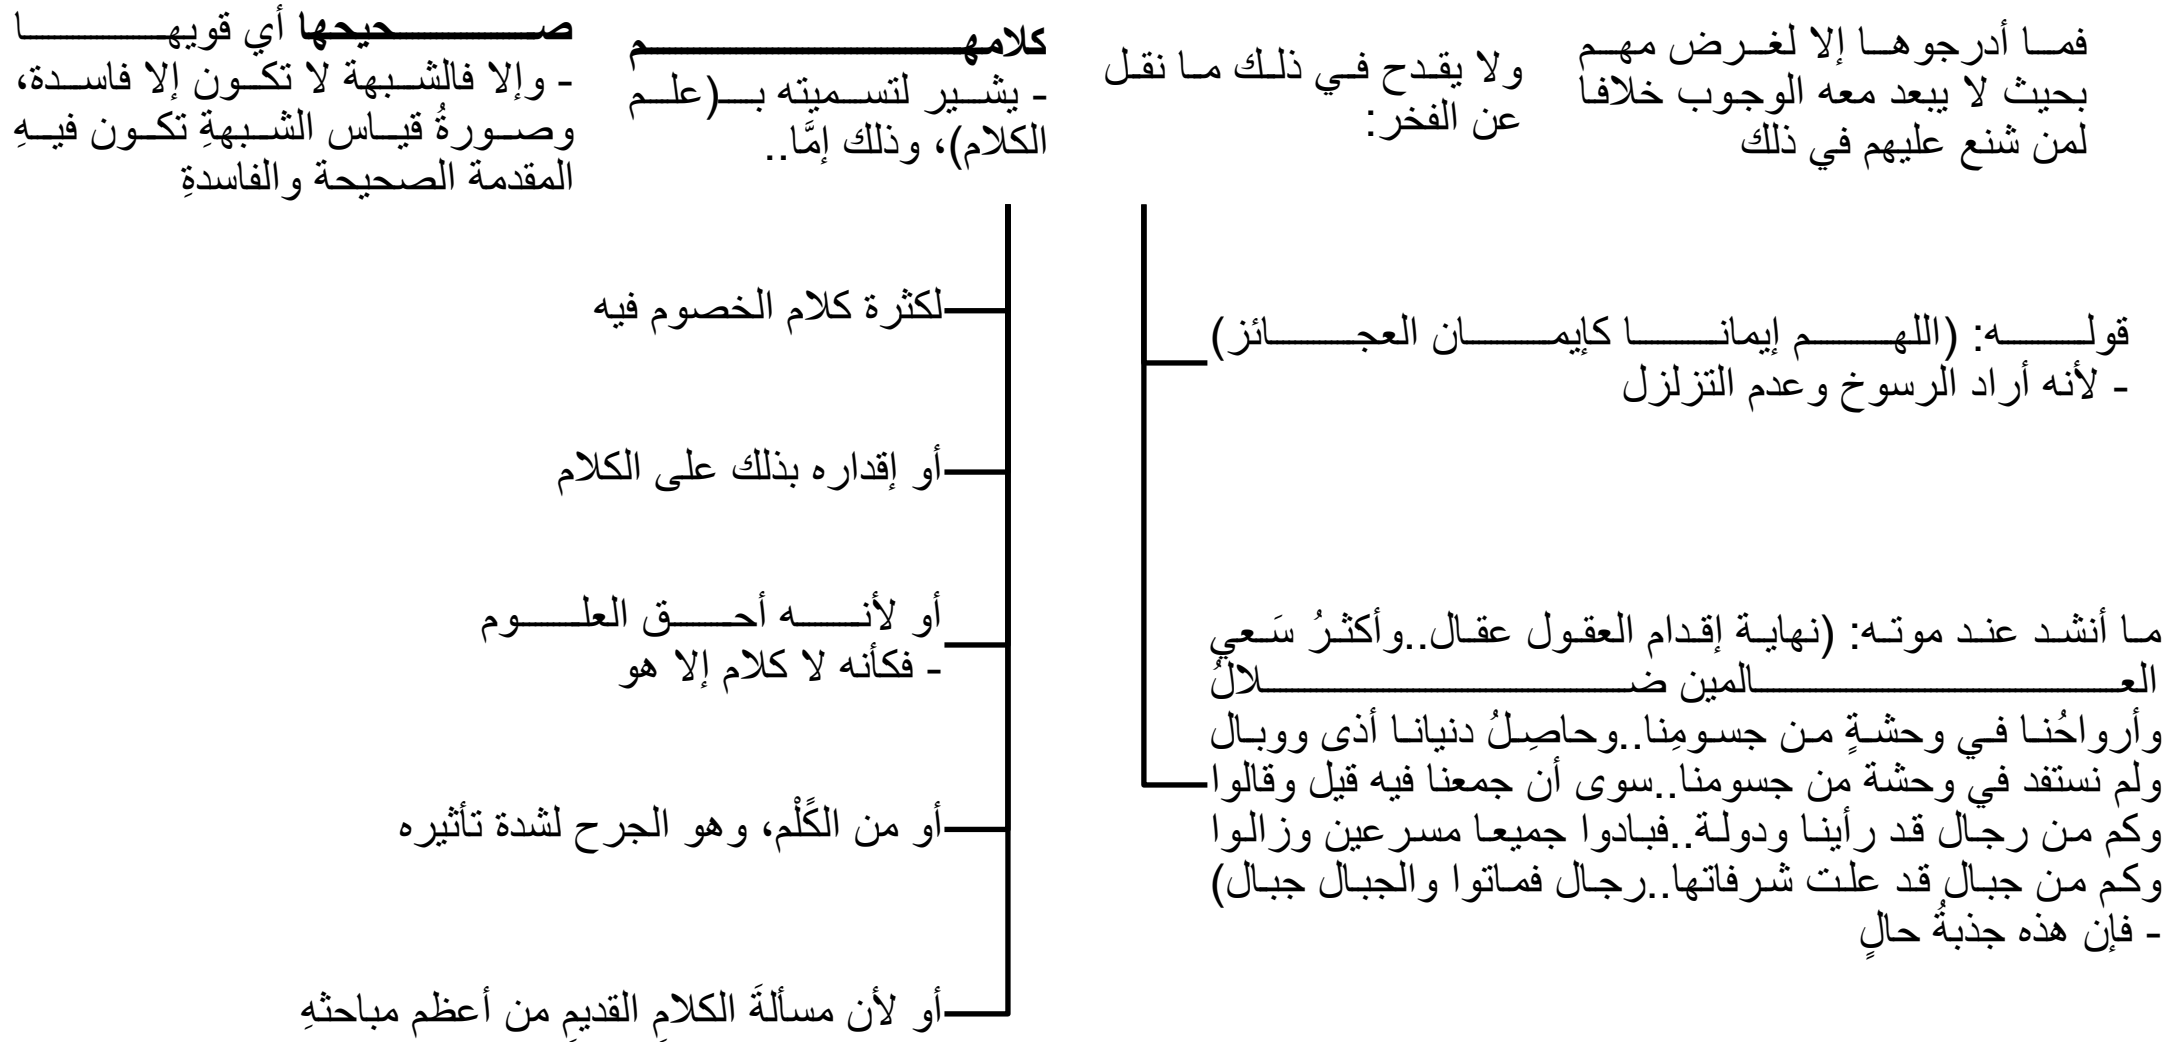 فما أدرجوها إلا لغرض مهم
بحيث لا يبعد معه الوجوب خلافا
لمن شنع عليهم في ذلك
ولا يقدح في ذلك ما نقل
عن الفخر:
قوله: (اللهم إيمانا كإيمان العجائز)
- لأنه أراد الرسوخ وعدم التزلزل
ما أنشد عند موته: (نهاية إقدام العقول عقال..وأكثرُ سَعي
العالمين ضلالُ
وأرواحُنا في وحشةٍ من جسومِنا..وحاصِلُ دنيانا أذى ووبال
ولم نستفد في وحشة من جسومنا..سوى أن جمعنا فيه قيل وقالوا
وكم من رجال قد رأينا ودولة..فبادوا جميعا مسرعين وزالوا
وكم من جبال قد علت شرفاتها..رجال فماتوا والجبال جبال)
- فإن هذه جذبةُ حالٍ
كلامهم
- يشير لتسميته بـ(علم
الكلام)، وذلك إمَّا..
لكثرة كلام الخصوم فيه
أو إقداره بذلك على الكلام
أو لأنه أحق العلوم
- فكأنه لا كلام إلا هو
أو من الكًلْم، وهو الجرح لشدة تأثيره
أو لأن مسألةَ الكلامِ القديمِ من أعظم مباحثهِ
صحيحها أي قويها
- وإلا فالشبهة لا تكون إلا فاسدة،
وصورةُ قياس الشبهةِ تكون فيهِ
المقدمة الصحيحة والفاسدةِ